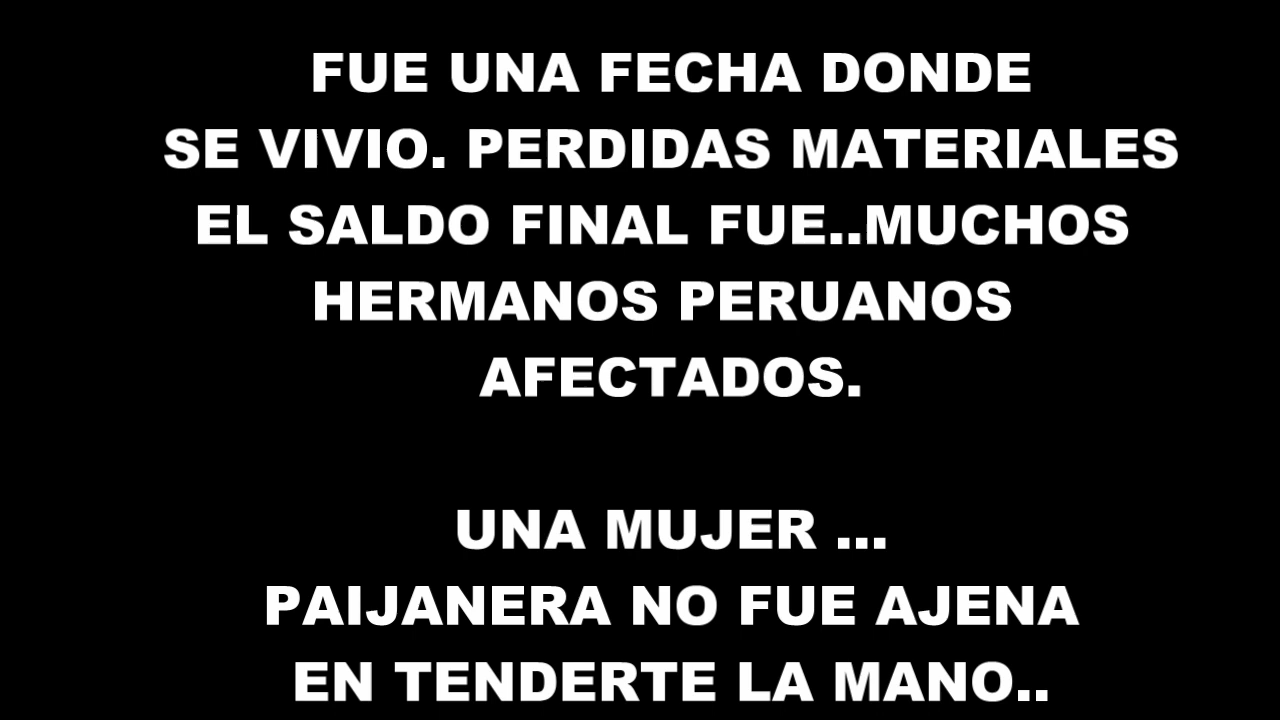 FUE UNA FECHA DONDE
SE VIVIO. PERDIDAS MATERIALES
EL SALDO FINAL FUE..MUCHOS
HERMANOS PERUANOS
AFECTADOS.
UNA MUJER ...
PAIJANERA NO FUE AJENA
EN TENDERTE LA MANO..